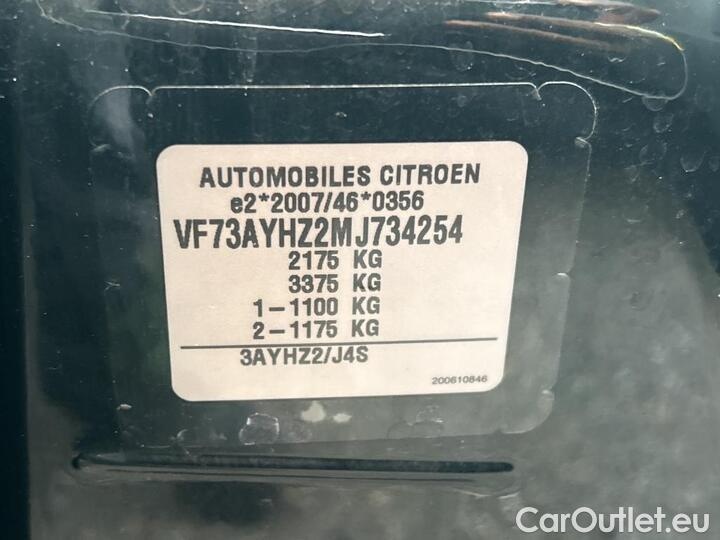 AUTOMOBILES CITROEN
e2*2007/46*0356
VF73AYHZ2MJ734254
2175 KG
3375 KG
1-1100 KG
2-1175 KG
3AYHZ2/J4S
200610846
CarOutlet.eu